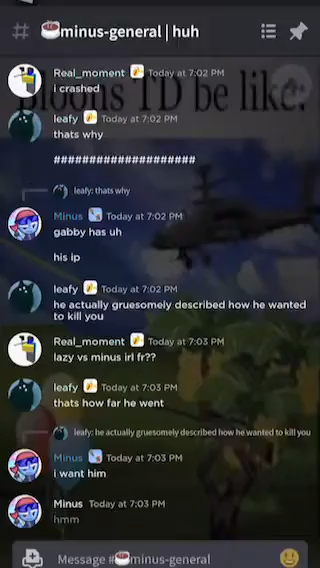 # ☕minus-general | huh
Bloons TD be like:
Real_moment Today at 7:02 PM
i crashed
leafy Today at 7:02 PM
thats why
####################
leafy: thats why
Minus Today at 7:02 PM
gabby has uh
his ip
leafy Today at 7:02 PM
he actually gruesomely described how he wanted
to kill you
Real_moment Today at 7:03 PM
lazy vs minus irl fr??
leafy Today at 7:03 PM
thats how far he went
leafy: he actually gruesomely described how he wanted to kill you
Minus Today at 7:03 PM
i want him
Minus Today at 7:03 PM
hmm
Message #☕minus-general